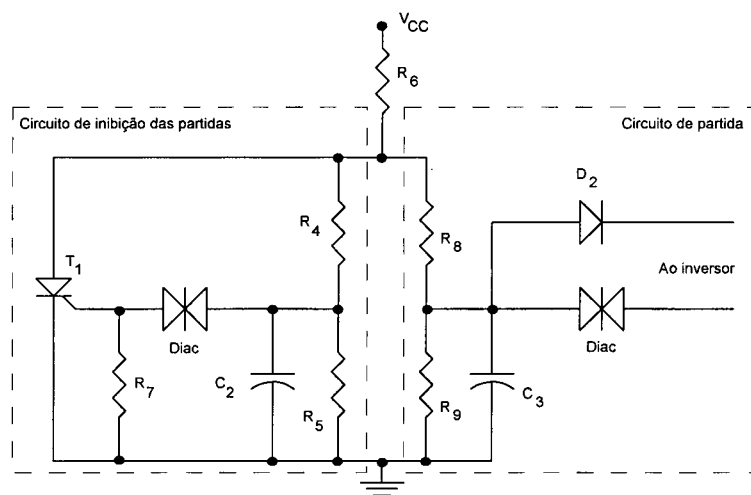 V_CC
R_6
Circuito de inibição das partidas
Circuito de partida
D_2
R_4
R_8
T_1
Ao inversor
Diac
Diac
R_7
C_2
R_5
R_9
C_3